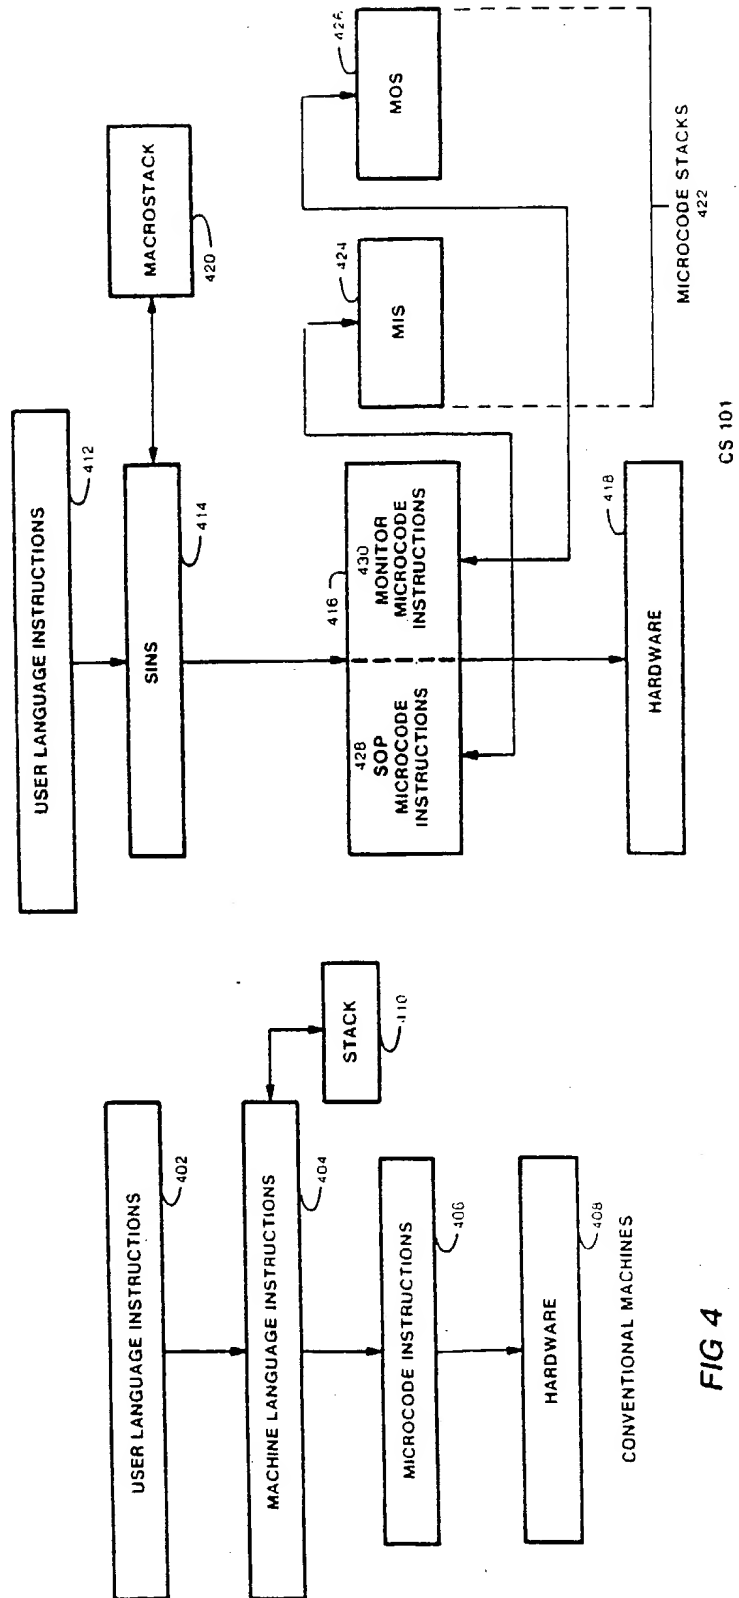 USER LANGUAGE INSTRUCTIONS
402
MACHINE LANGUAGE INSTRUCTIONS
404
STACK
410
MICROCODE INSTRUCTIONS
406
HARDWARE
408
CONVENTIONAL MACHINES
USER LANGUAGE INSTRUCTIONS
412
SINS
414
MACROSTACK
420
416
428
SOP
MICROCODE
INSTRUCTIONS
430
MONITOR
MICROCODE
INSTRUCTIONS
MIS
424
MOS
426
MICROCODE STACKS
422
HARDWARE
418
CS 101
FIG 4